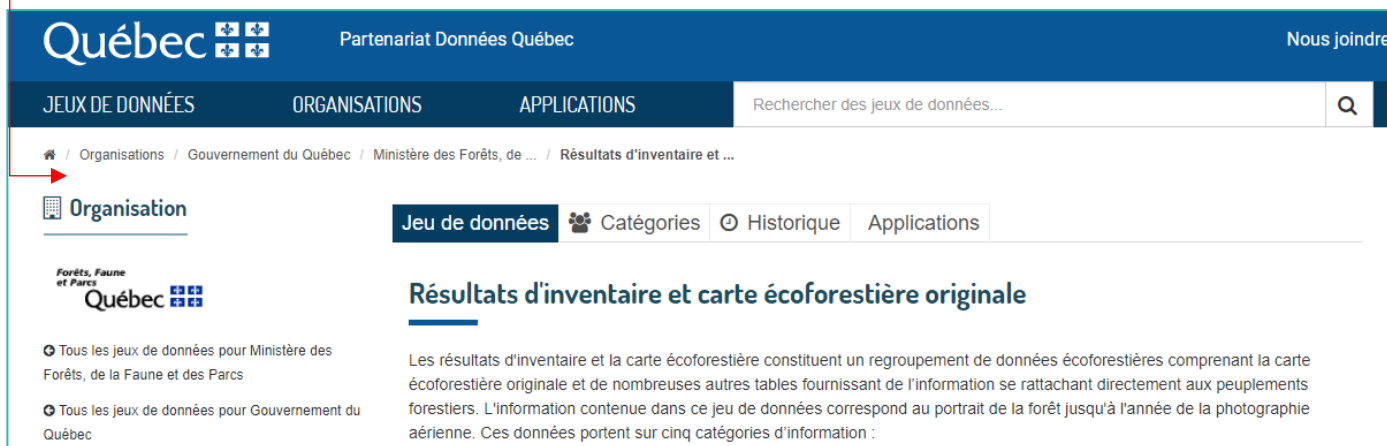 Québec
Partenariat Données Québec
Nous joindre
JEUX DE DONNÉES
ORGANISATIONS
APPLICATIONS
Rechercher des jeux de données...
/ Organisations / Gouvernement du Québec / Ministère des Forêts, de ... / Résultats d'inventaire et ...
Organisation
Forêts, Faune
et Parcs
Québec
Tous les jeux de données pour Ministère des
Forêts, de la Faune et des Parcs
Tous les jeux de données pour Gouvernement du
Québec
Jeu de données
Catégories
Historique
Applications
Résultats d'inventaire et carte écoforestière originale
Les résultats d'inventaire et la carte écoforestière constituent un regroupement de données écoforestières comprenant la carte
écoforestière originale et de nombreuses autres tables fournissant de l'information se rattachant directement aux peuplements
forestiers. L'information contenue dans ce jeu de données correspond au portrait de la forêt jusqu'à l'année de la photographie
aérienne. Ces données portent sur cinq catégories d'information :